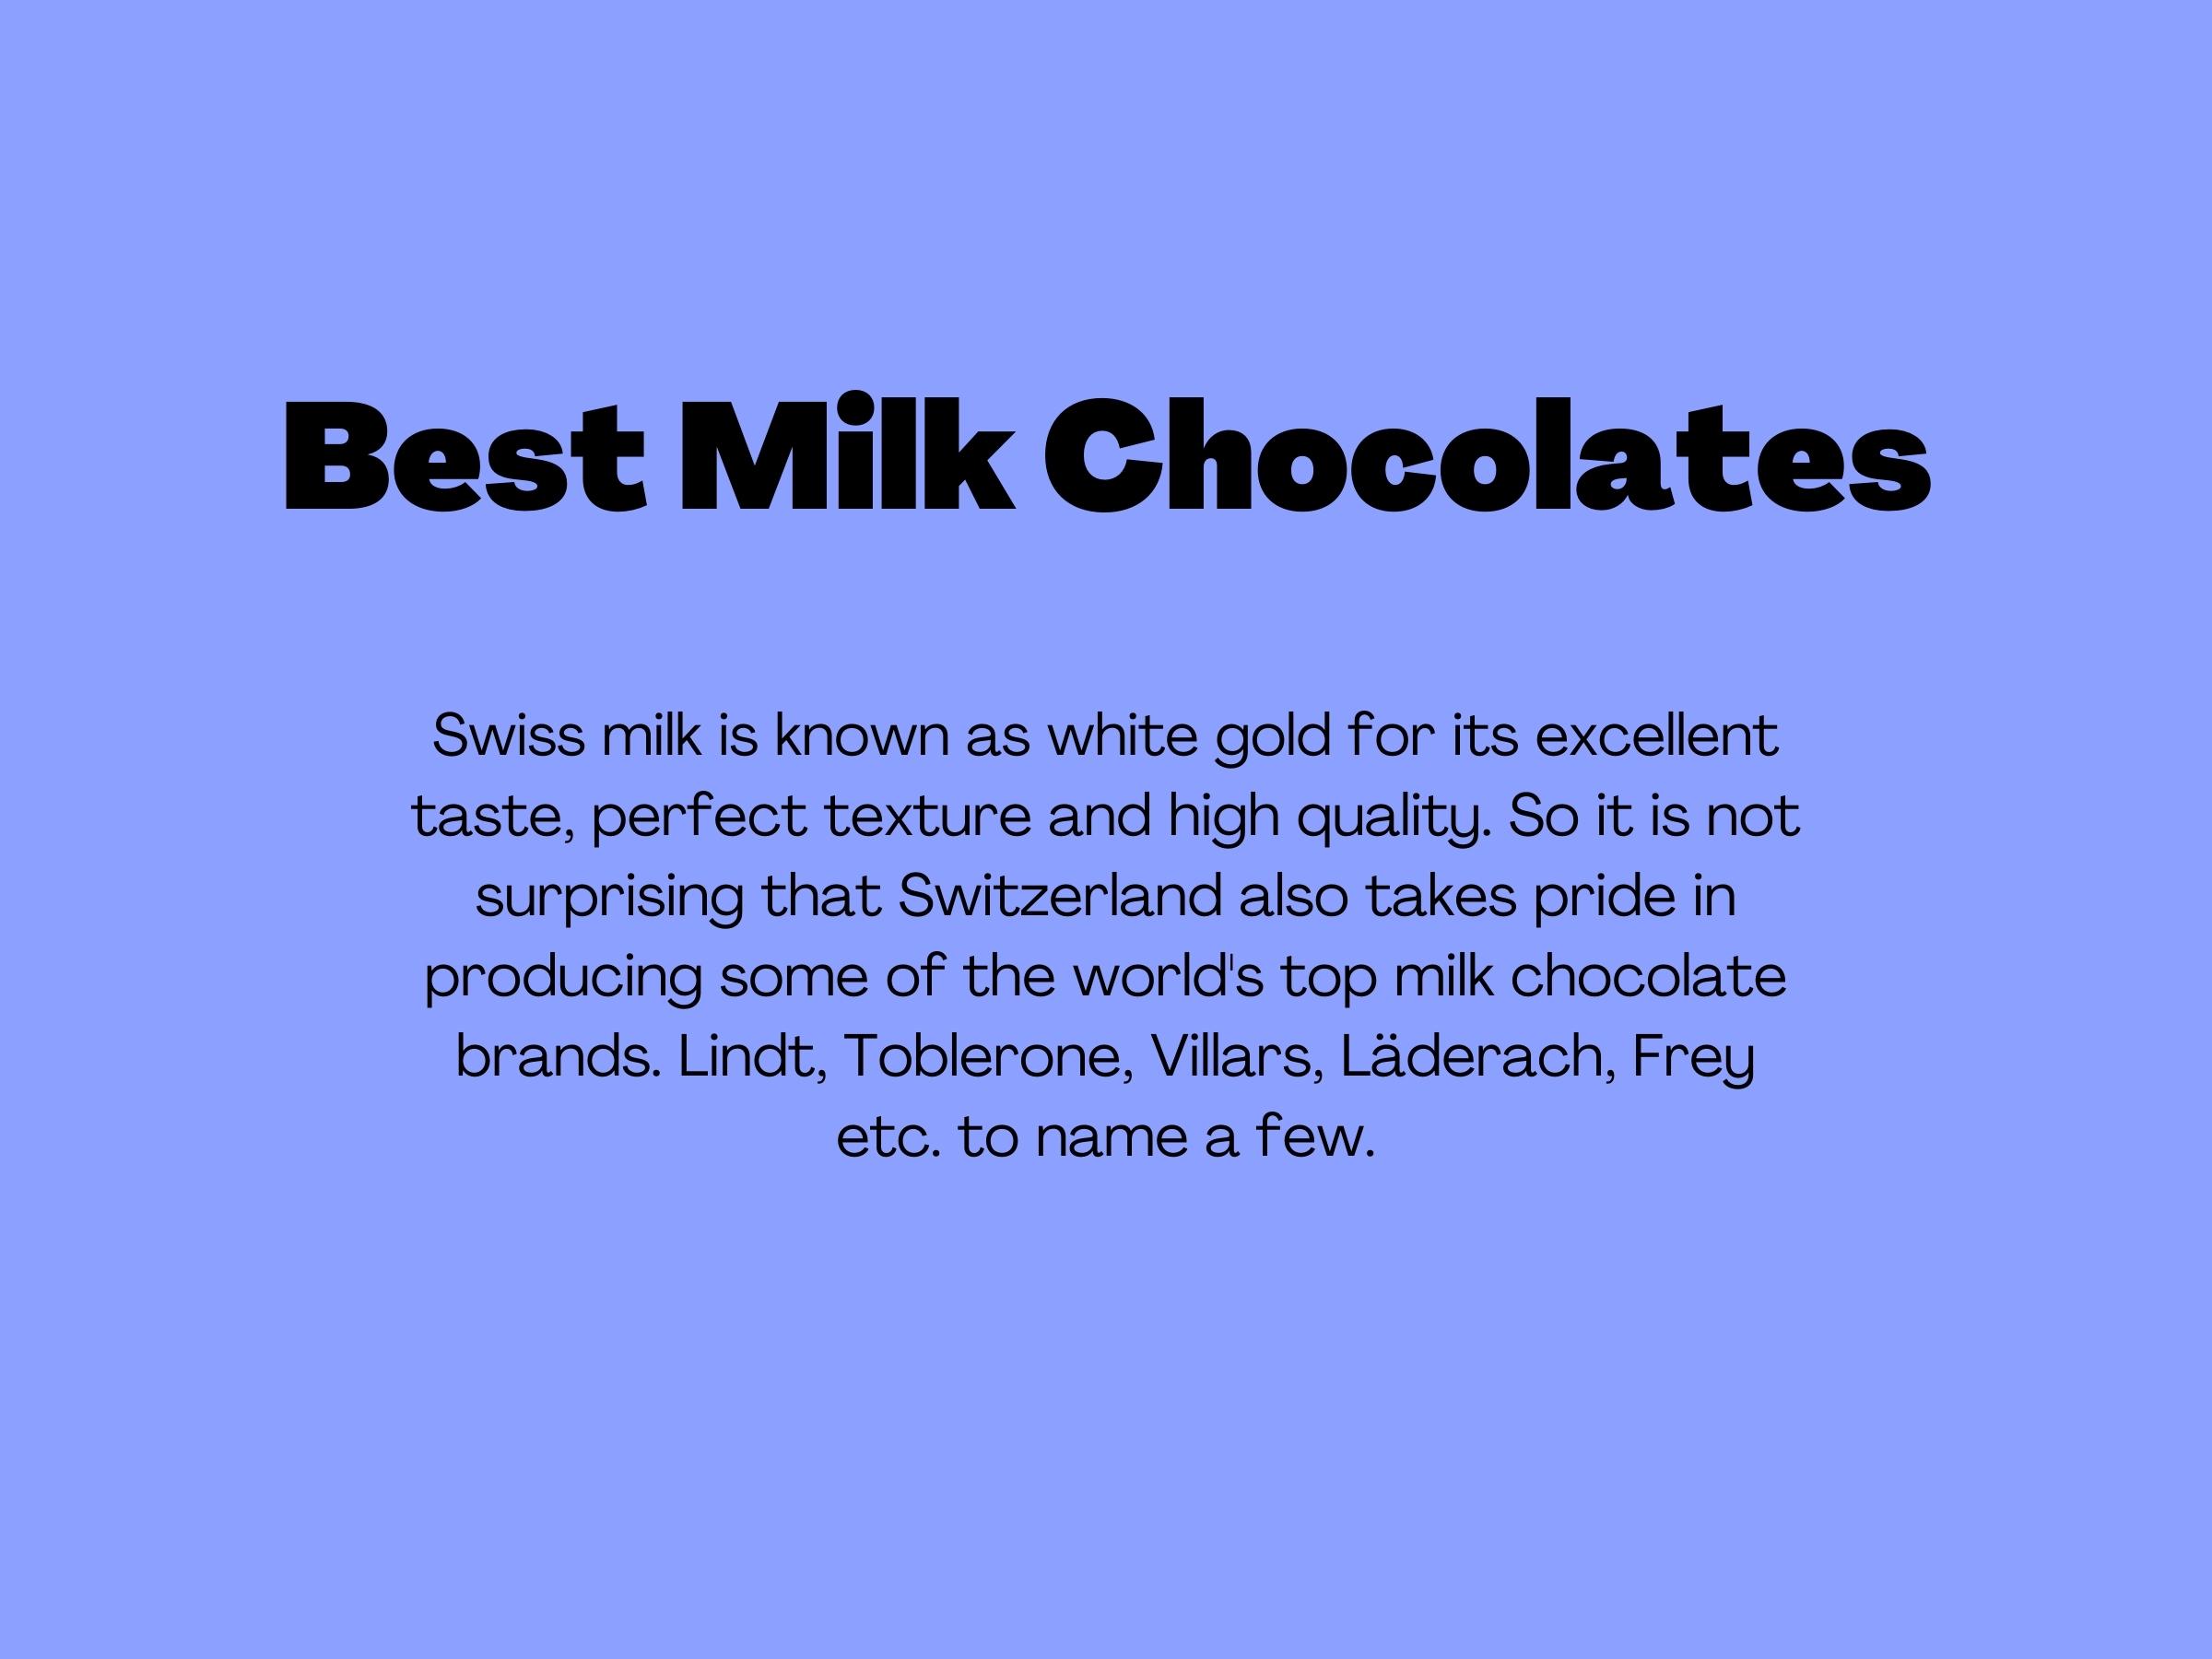 Best Milk Chocolates
Swiss milk is known as white gold for its excellent
taste, perfect texture and high quality. So it is not
surprising that Switzerland also takes pride in
producing some of the world's top milk chocolate
brands. Lindt, Toblerone, Villars, Läderach, Frey
etc. to name a few.